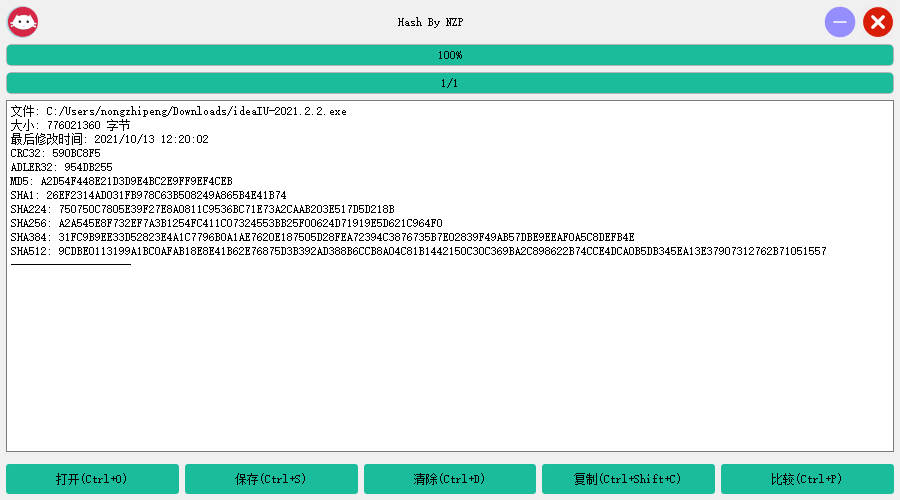 Hash By NZP
100%
1/1
文件: C:/Users/nongzhipeng/Downloads/ideaIU-2021.2.2.exe
大小: 776021360 字节
最后修改时间: 2021/10/13 12:20:02
CRC32: 590BC8F5
ADLER32: 954DB255
MD5: A2D54F448E21D3D9E4BC2E9FF9EF4CEB
SHA1: 26EF2314AD031FB978C63B508249A865B4E41B74
SHA224: 750750C7805E39F27E8A0811C9536BC71E73A2CAAB203E517D5D218B
SHA256: A2A545E8F732EF7A3B1254FC411C07324553BB25F00624D71919E5D621C964F0
SHA384: 31FC9B9EE33D52823E4A1C7796B0A1AE7620E187505D28FEA72394C3876735B7E02839F49AB57DBE9EEAF0A5C8DEFB4E
SHA512: 9CDBE0113199A1BC0AFAB18E8E41B62E76875D3B392AD388B6CCB8A04C81B1442150C30C369BA2C898622B74CCE4DCA0B5DB345EA13E37907312762B71051557
打开(Ctrl+O)
保存(Ctrl+S)
清除(Ctrl+D)
复制(Ctrl+Shift+C)
比较(Ctrl+P)